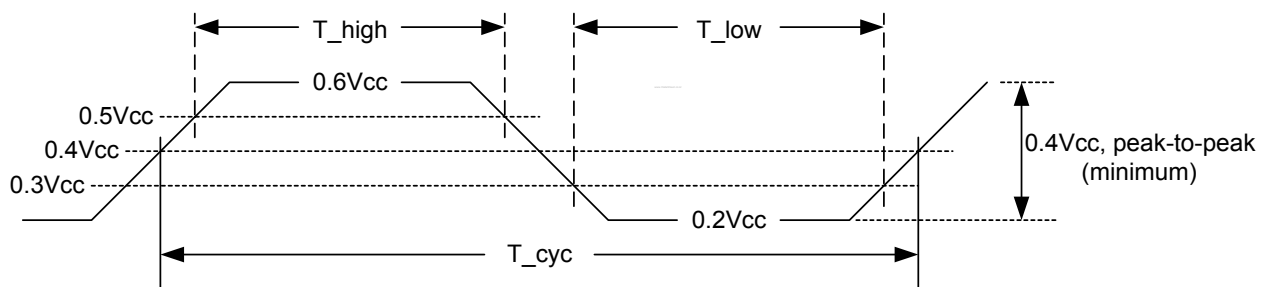 T_high
T_low
0.6Vcc
0.5Vcc
0.4Vcc
0.3Vcc
0.4Vcc, peak-to-peak
(minimum)
0.2Vcc
T_cyc